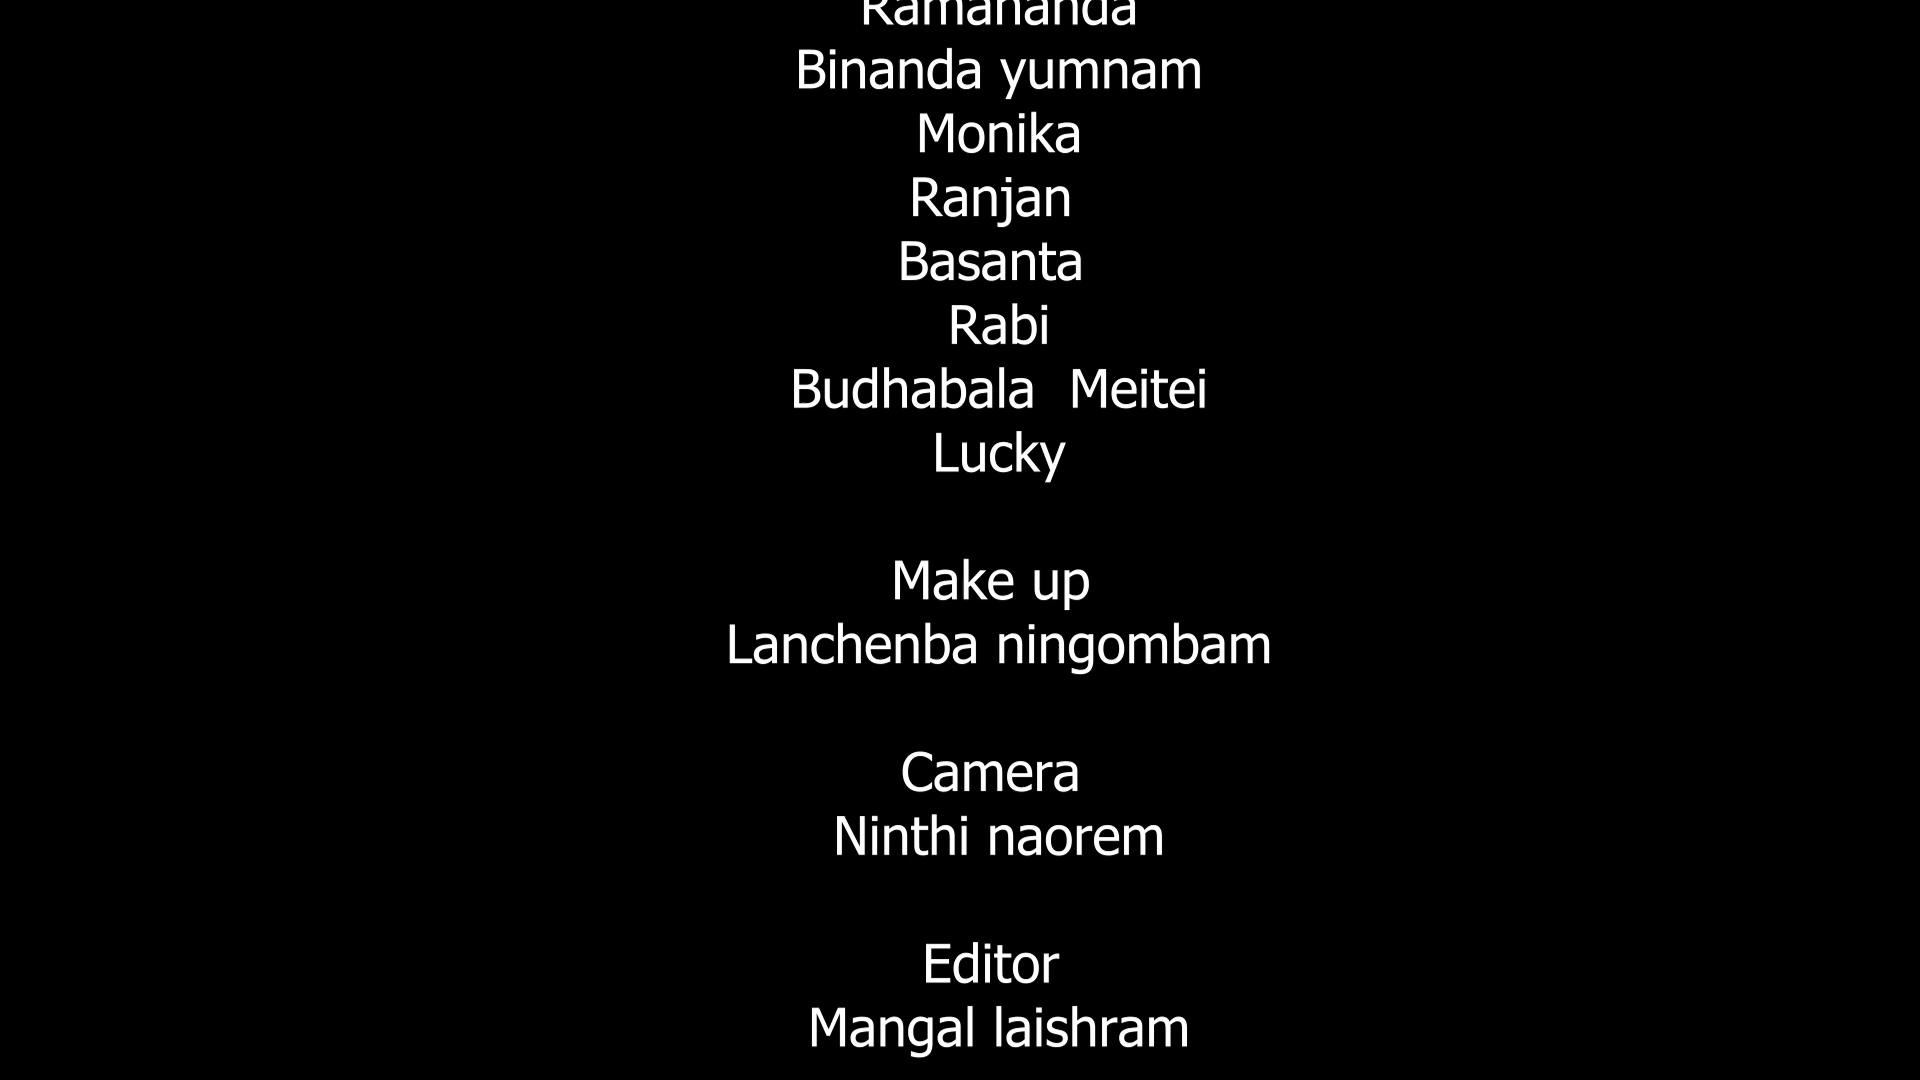 Ramananda
Binanda yumnam
Monika
Ranjan
Basanta
Rabi
Budhabala  Meitei
Lucky
Make up
Lanchenba ningombam
Camera
Ninthi naorem
Editor
Mangal laishram